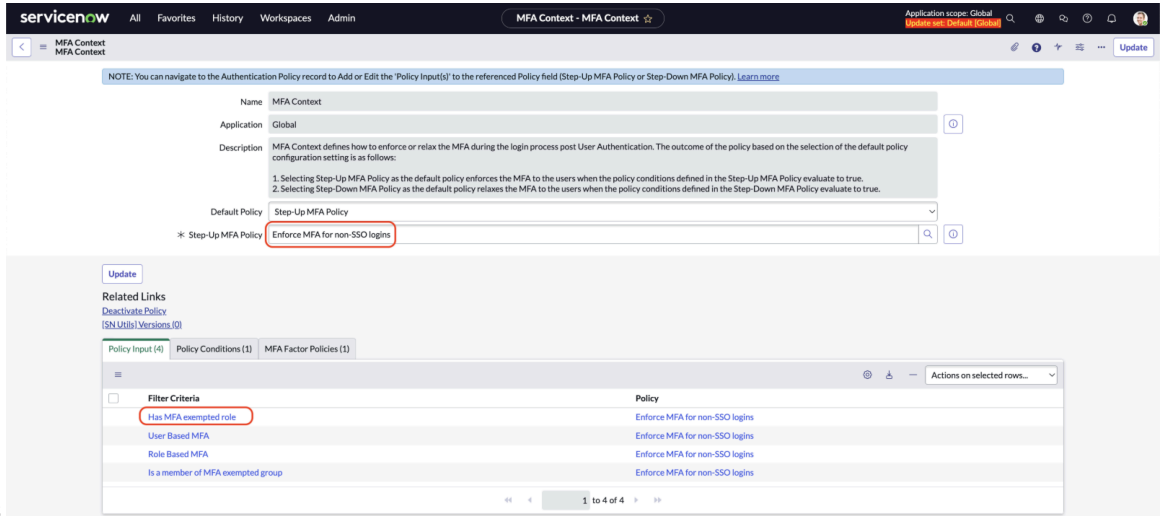 servicenow All Favorites History Workspaces Admin MFA Context - MFA Context Application scope: Global
Update set: Default [Global]
MFA Context
MFA Context
Update
NOTE: You can navigate to the Authentication Policy record to Add or Edit the 'Policy Input(s)' to the referenced Policy field (Step-Up MFA Policy or Step-Down MFA Policy). Learn more
Name MFA Context
Application Global
Description MFA Context defines how to enforce or relax the MFA during the login process post User Authentication. The outcome of the policy based on the selection of the default policy
configuration setting is as follows:
1. Selecting Step-Up MFA Policy as the default policy enforces the MFA to the users when the policy conditions defined in the Step-Up MFA Policy evaluate to true.
2. Selecting Step-Down MFA Policy as the default policy relaxes the MFA to the users when the policy conditions defined in the Step-Down MFA Policy evaluate to true.
Default Policy Step-Up MFA Policy
Step-Up MFA Policy Enforce MFA for non-SSO logins
Update
Related Links
Deactivate Policy
[SN Utils] Versions (0)
Policy Input (4) Policy Conditions (1) MFA Factor Policies (1)
Actions on selected rows...
Filter Criteria Policy
Has MFA exempted role Enforce MFA for non-SSO logins
User Based MFA Enforce MFA for non-SSO logins
Role Based MFA Enforce MFA for non-SSO logins
Is a member of MFA exempted group Enforce MFA for non-SSO logins
1 to 4 of 4